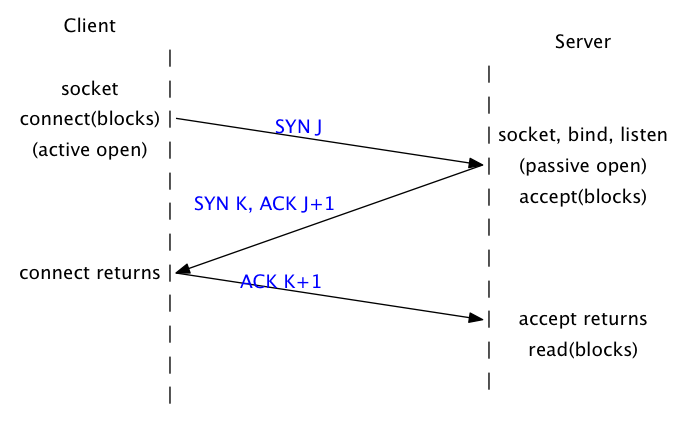 Client
Server
socket
connect(blocks)
(active open)
SYN J
socket, bind, listen
(passive open)
accept(blocks)
SYN K, ACK J+1
connect returns
ACK K+1
accept returns
read(blocks)